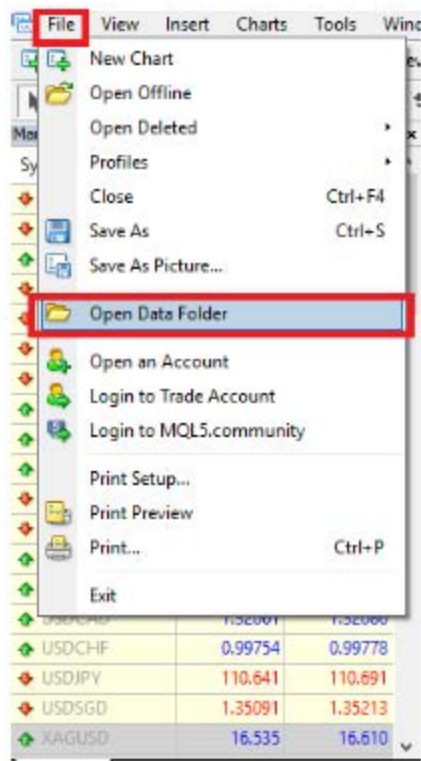 File View Insert Charts Tools
New Chart
Open Offline
Open Deleted
Profiles
Close Ctrl+F4
Save As Ctrl+S
Save As Picture...
Open Data Folder
Open an Account
Login to Trade Account
Login to MQL5.community
Print Setup...
Print Preview
Print... Ctrl+P
Exit
USDCHF 0.99754 0.99778
USDJPY 110.641 110.691
USDSGD 1.35091 1.35213
XAGUSD 16.535 16.610